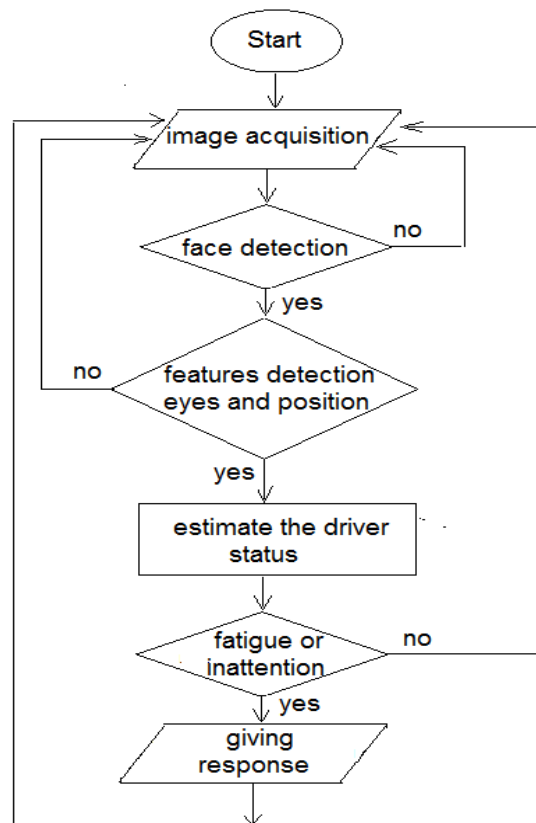 Start
image acquisition
face detection
no
yes
no
features detection
eyes and position
yes
estimate the driver
status
fatigue or
inattention
no
yes
giving
response